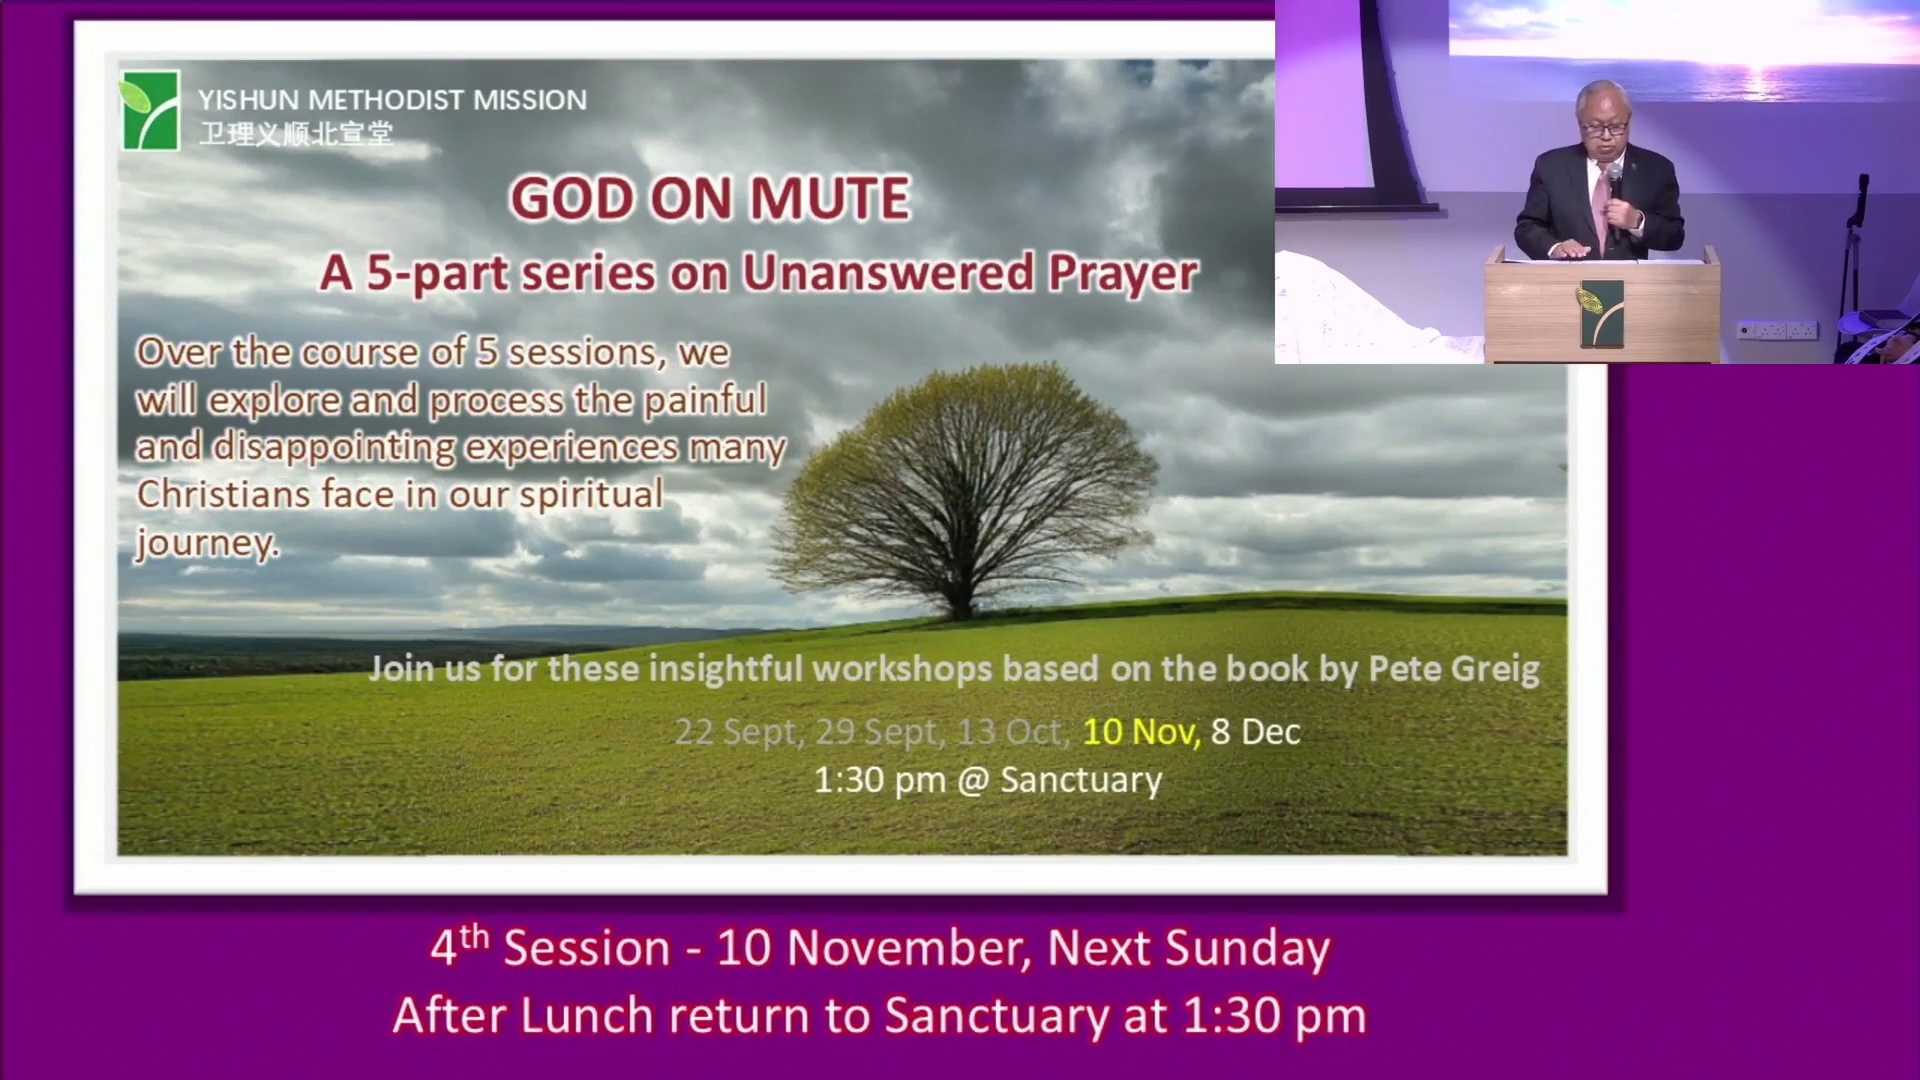 YISHUN METHODIST MISSION
卫理义顺北宣堂
GOD ON MUTE
A 5-part series on Unanswered Prayer
Over the course of 5 sessions, we
will explore and process the painful
and disappointing experiences many
Christians face in our spiritual
journey.
Join us for these insightful workshops based on the book by Pete Greig
22 Sept, 29 Sept, 13 Oct, 10 Nov, 8 Dec
1:30 pm @ Sanctuary
4th Session - 10 November, Next Sunday
After Lunch return to Sanctuary at 1:30 pm